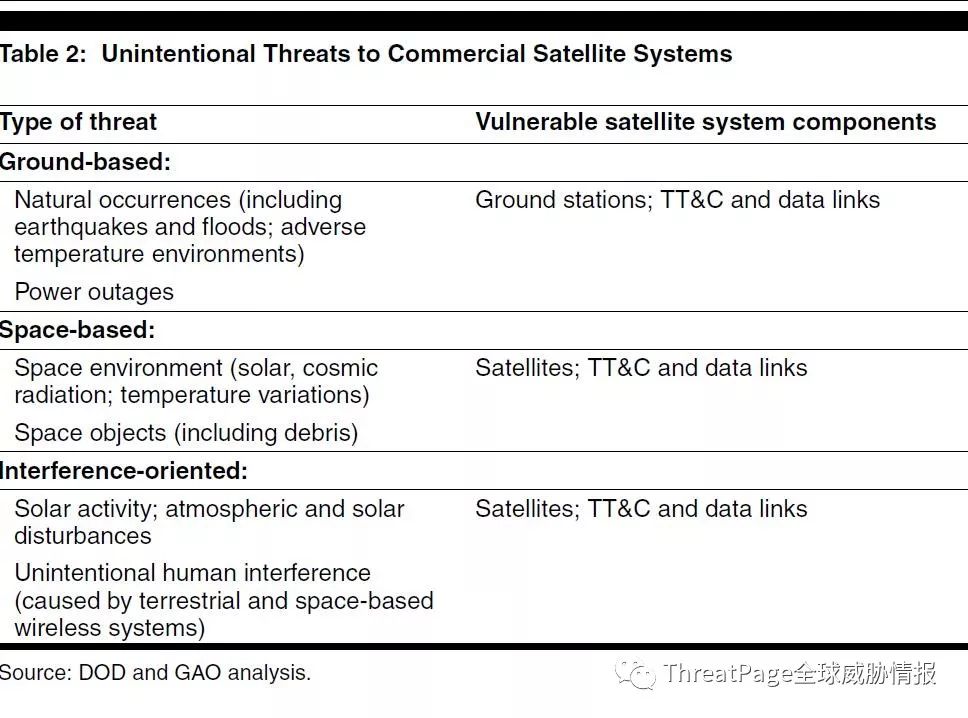 Table 2: Unintentional Threats to Commercial Satellite Systems
Type of threat Vulnerable satellite system components
Ground-based:
Natural occurrences (including Ground stations; TT&C and data links
earthquakes and floods; adverse
temperature environments)
Power outages
Space-based:
Space environment (solar, cosmic Satellites; TT&C and data links
radiation; temperature variations)
Space objects (including debris)
Interference-oriented:
Solar activity; atmospheric and solar Satellites; TT&C and data links
disturbances
Unintentional human interference
(caused by terrestrial and space-based
wireless systems)
Source: DOD and GAO analysis.
ThreatPage全球威胁情报